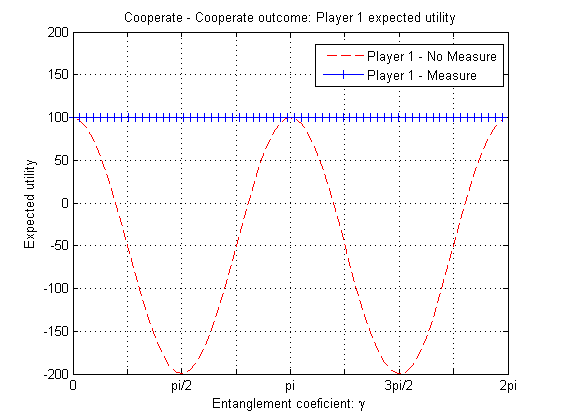 Cooperate - Cooperate outcome: Player 1 expected utility
200
150
100
50
0
-50
-100
-150
-200
Expected utility
Player 1 - No Measure
Player 1 - Measure
0
pi/2
pi
3pi/2
2pi
Entanglement coeficient: γ